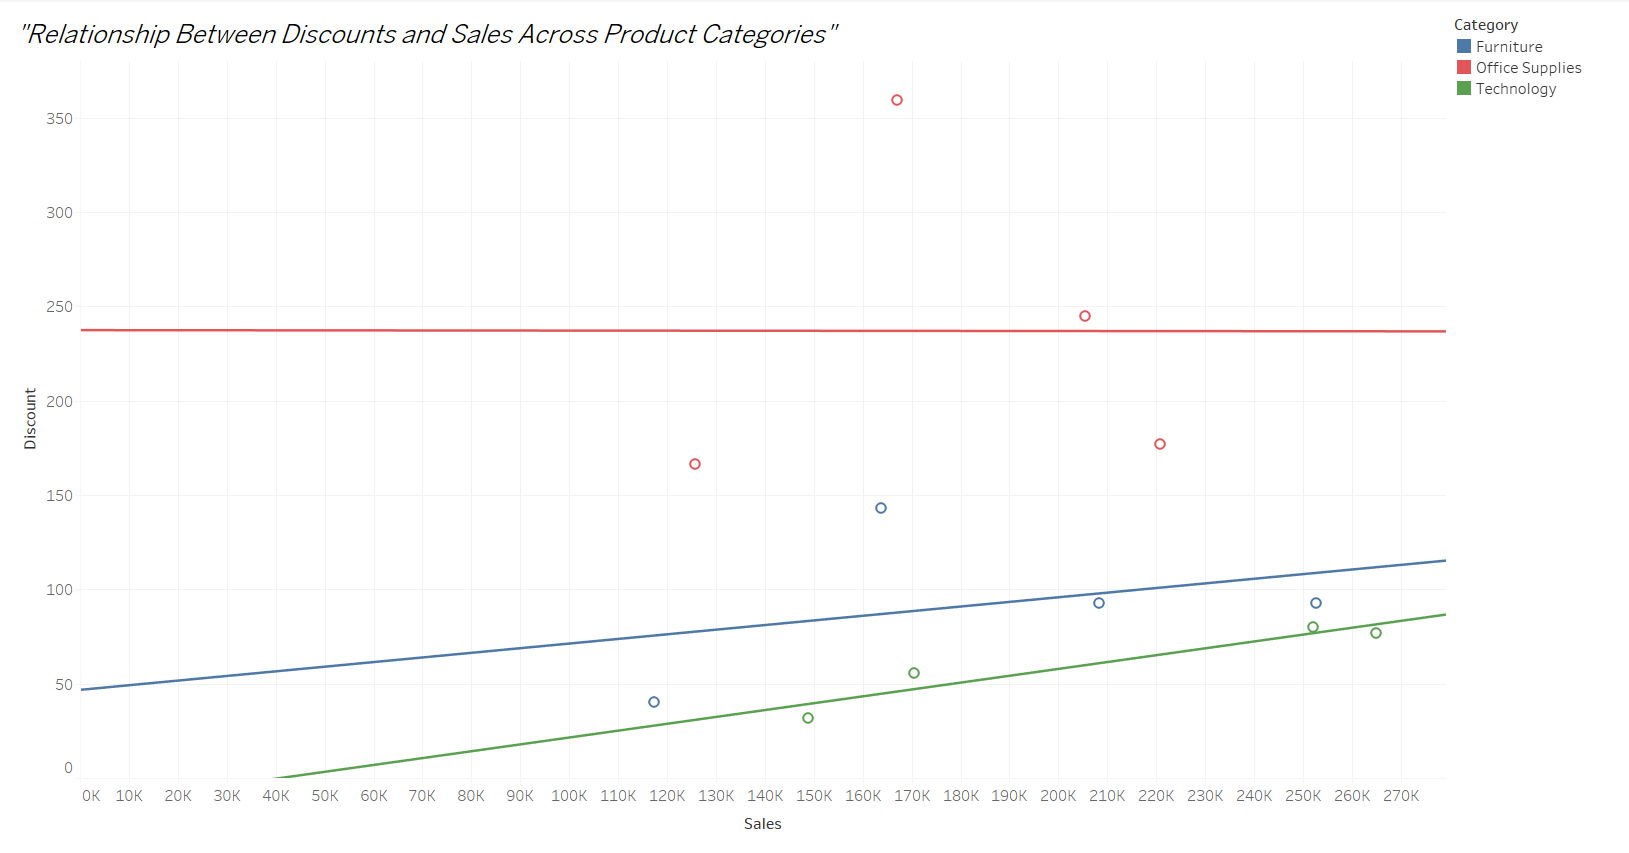 "Relationship Between Discounts and Sales Across Product Categories"
Category
Furniture
Office Supplies
Technology
350
300
250
200
150
100
50
0
Discount
0K 10K 20K 30K 40K 50K 60K 70K 80K 90K 100K 110K 120K 130K 140K 150K 160K 170K 180K 190K 200K 210K 220K 230K 240K 250K 260K 270K
Sales